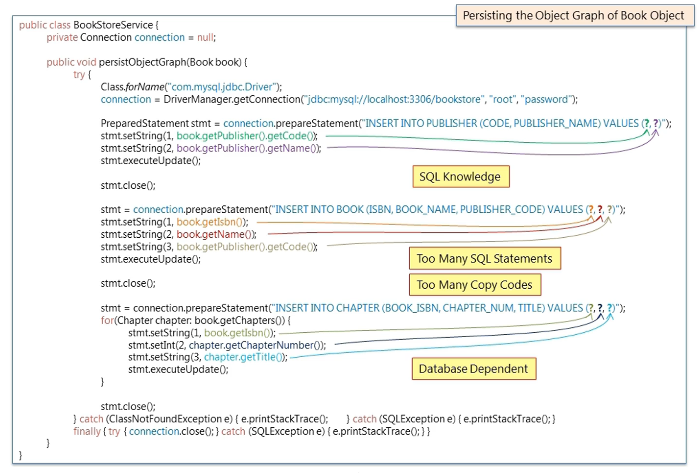 Persisting the Object Graph of Book Object
public class BookStoreService {
private Connection connection = null;
public void persistObjectGraph(Book book) {
try {
Class.forName("com.mysql.jdbc.Driver");
connection = DriverManager.getConnection("jdbc:mysql://localhost:3306/bookstore", "root", "password");
PreparedStatement stmt = connection.prepareStatement("INSERT INTO PUBLISHER (CODE, PUBLISHER_NAME) VALUES (?, ?)");
stmt.setString(1, book.getPublisher().getCode());
stmt.setString(2, book.getPublisher().getName());
stmt.executeUpdate();
SQL Knowledge
stmt.close();
stmt = connection.prepareStatement("INSERT INTO BOOK (ISBN, BOOK_NAME, PUBLISHER_CODE) VALUES (?, ?, ?)");
stmt.setString(1, book.getIsbn());
stmt.setString(2, book.getName());
stmt.setString(3, book.getPublisher().getCode());
stmt.executeUpdate();
Too Many SQL Statements
stmt.close();
Too Many Copy Codes
stmt = connection.prepareStatement("INSERT INTO CHAPTER (BOOK_ISBN, CHAPTER_NUM, TITLE) VALUES (?, ?, ?)");
for(Chapter chapter: book.getChapters()) {
stmt.setString(1, book.getIsbn());
stmt.setInt(2, chapter.getChapterNumber());
stmt.setString(3, chapter.getTitle());
stmt.executeUpdate();
Database Dependent
}
stmt.close();
} catch (ClassNotFoundException e) { e.printStackTrace(); } catch (SQLException e) { e.printStackTrace(); }
finally { try { connection.close(); } catch (SQLException e) { e.printStackTrace(); } }
}
}